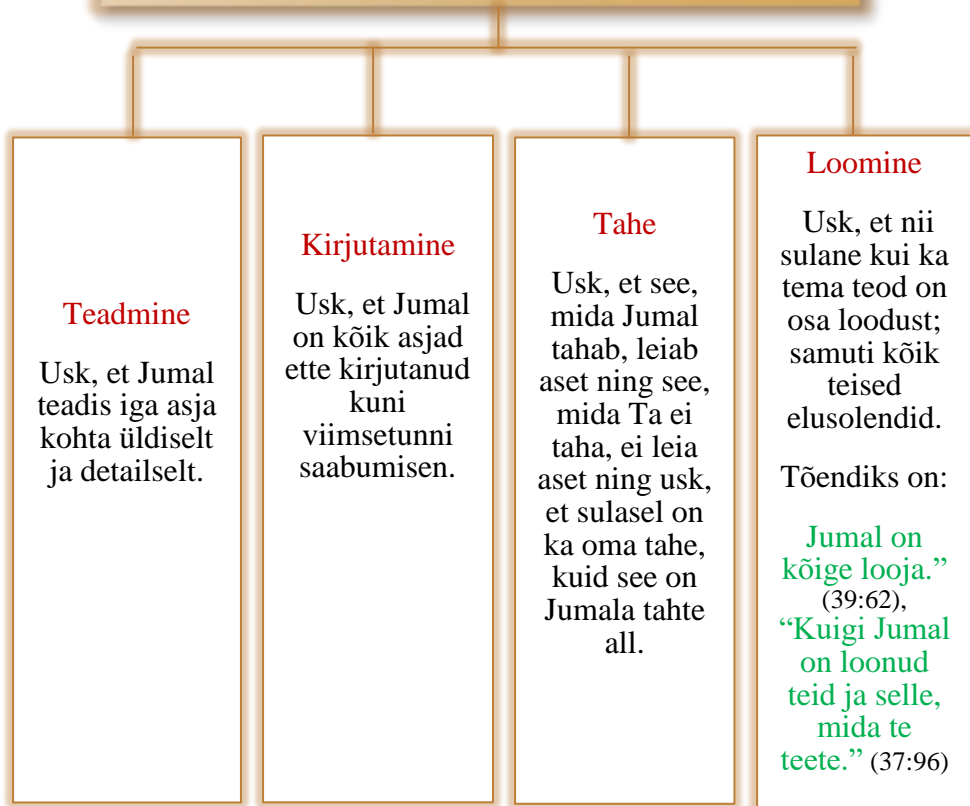 Teadmine
Usk, et Jumal
teadis iga asja
kohta üldiselt
ja detailselt.
Kirjutamine
Usk, et Jumal
on kõik asjad
ette kirjutanud
kuni
viimsetunni
saabumisen.
Tahe
Usk, et see,
mida Jumal
tahab, leiab
aset ning see,
mida Ta ei
taha, ei leia
aset ning usk,
et sulasel on
ka oma tahe,
kuid see on
Jumala tahte
all.
Loomine
Usk, et nii
sulane kui ka
tema teod on
osa loodust;
samuti kõik
teised
elusolendid.
Tõendiks on:
Jumal on
kõige looja.”
(39:62),
“Kuigi Jumal
on loonud
teid ja selle,
mida te
teete.” (37:96)